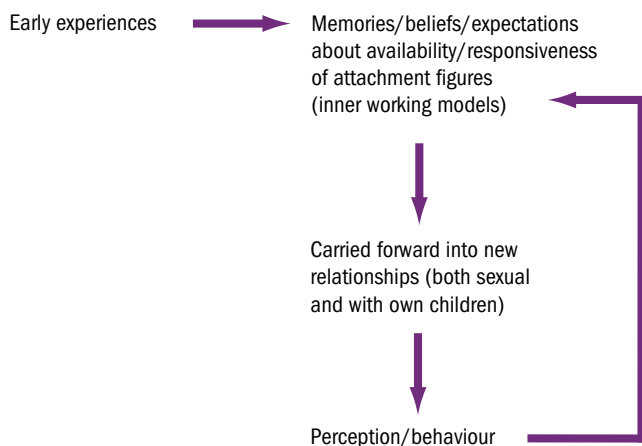 Early experiences
Memories/beliefs/expectations
about availability/responsiveness
of attachment figures
(inner working models)
Carried forward into new
relationships (both sexual
and with own children)
Perception/behaviour